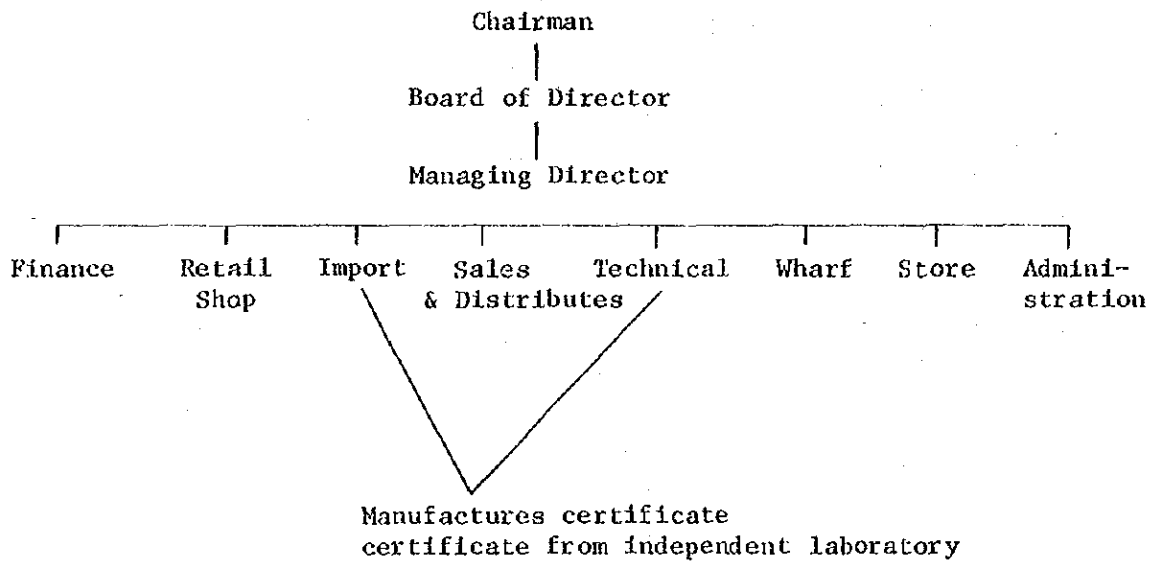 Chairman
Board of Director
Managing Director
Finance Retail Import Sales Technical Wharf Store Admini-
Shop & Distributes stration
Manufactures certificate
certificate from independent laboratory